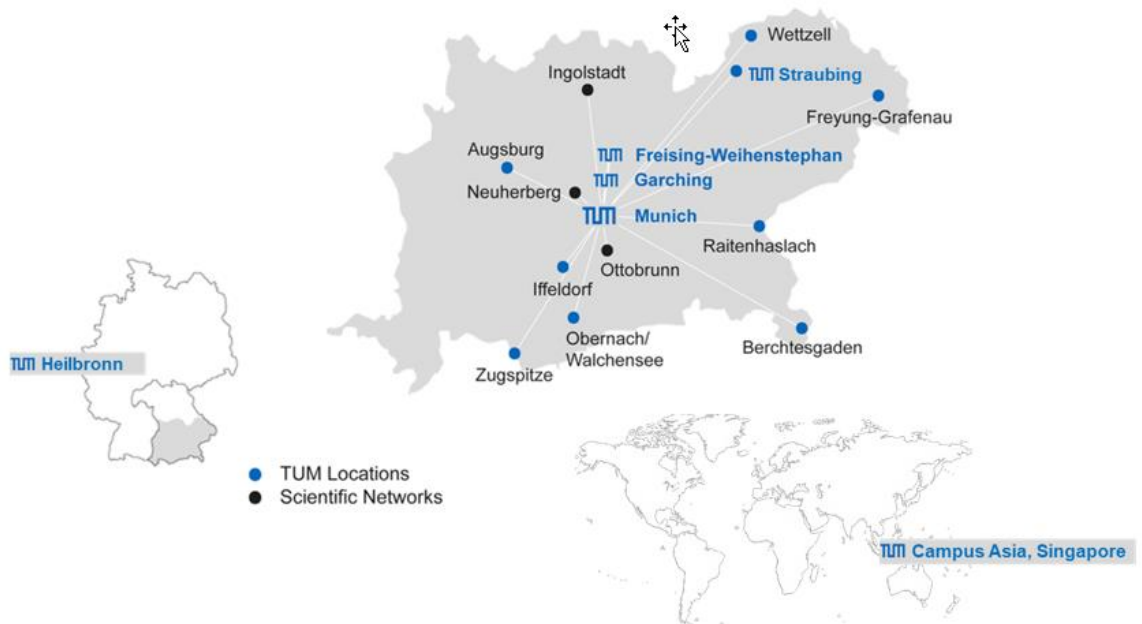 Wettzell
TUM Straubing
Ingolstadt
Freyung-Grafenau
Augsburg
TUM Freising-Weihenstephan
Neuherberg
TUM Garching
TUM Munich
Raitenhaslach
Ottobrunn
Iffeldorf
Obernach/
Walchensee
Berchtesgaden
Zugspitze
TUM Heilbronn
TUM Locations
Scientific Networks
TUM Campus Asia, Singapore